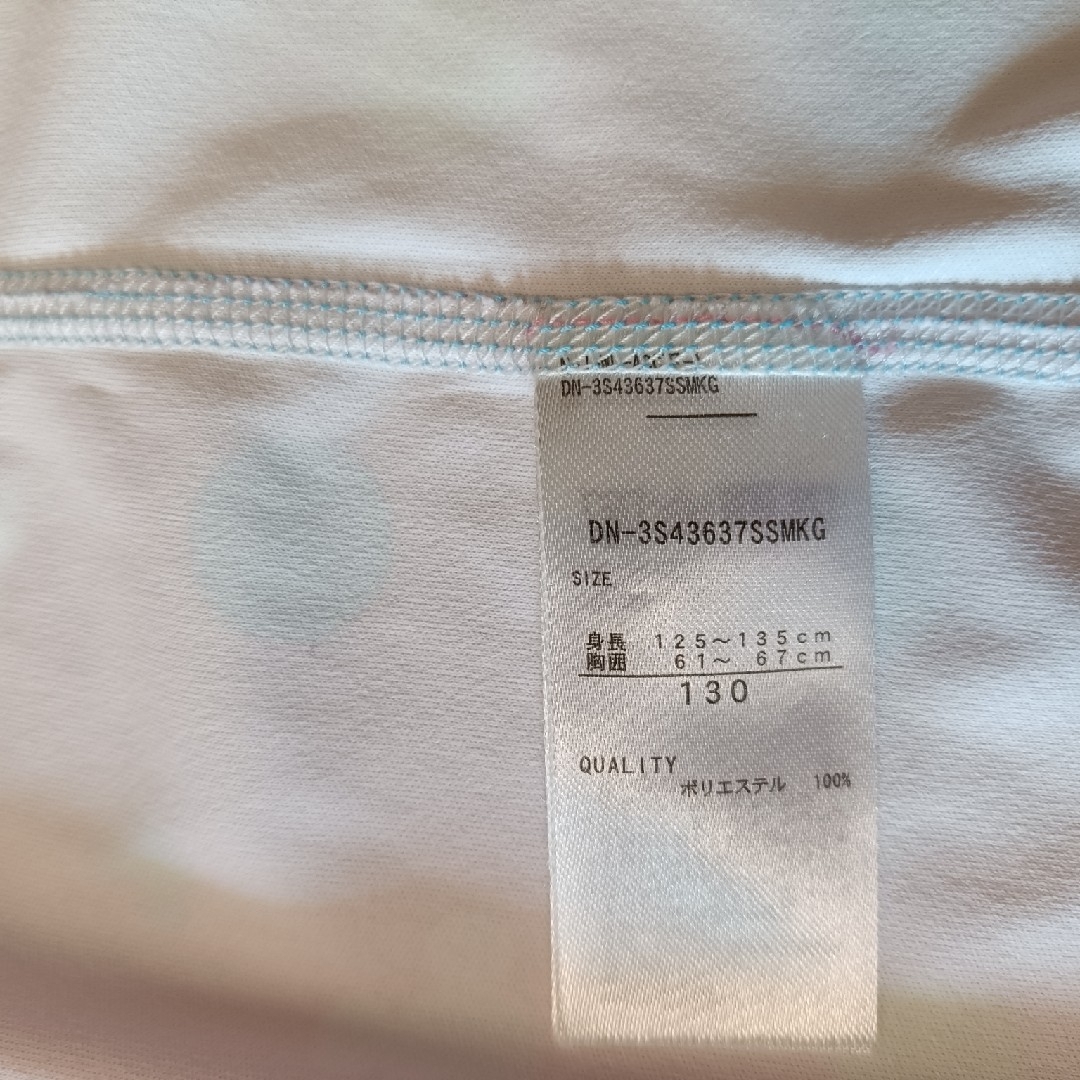 DN-3S43637SSMKG
DN-3S43637SSMKG
SIZE
身長 125～135cm
胸囲 61～ 67cm
130
QUALITY
ポリエステル 100%